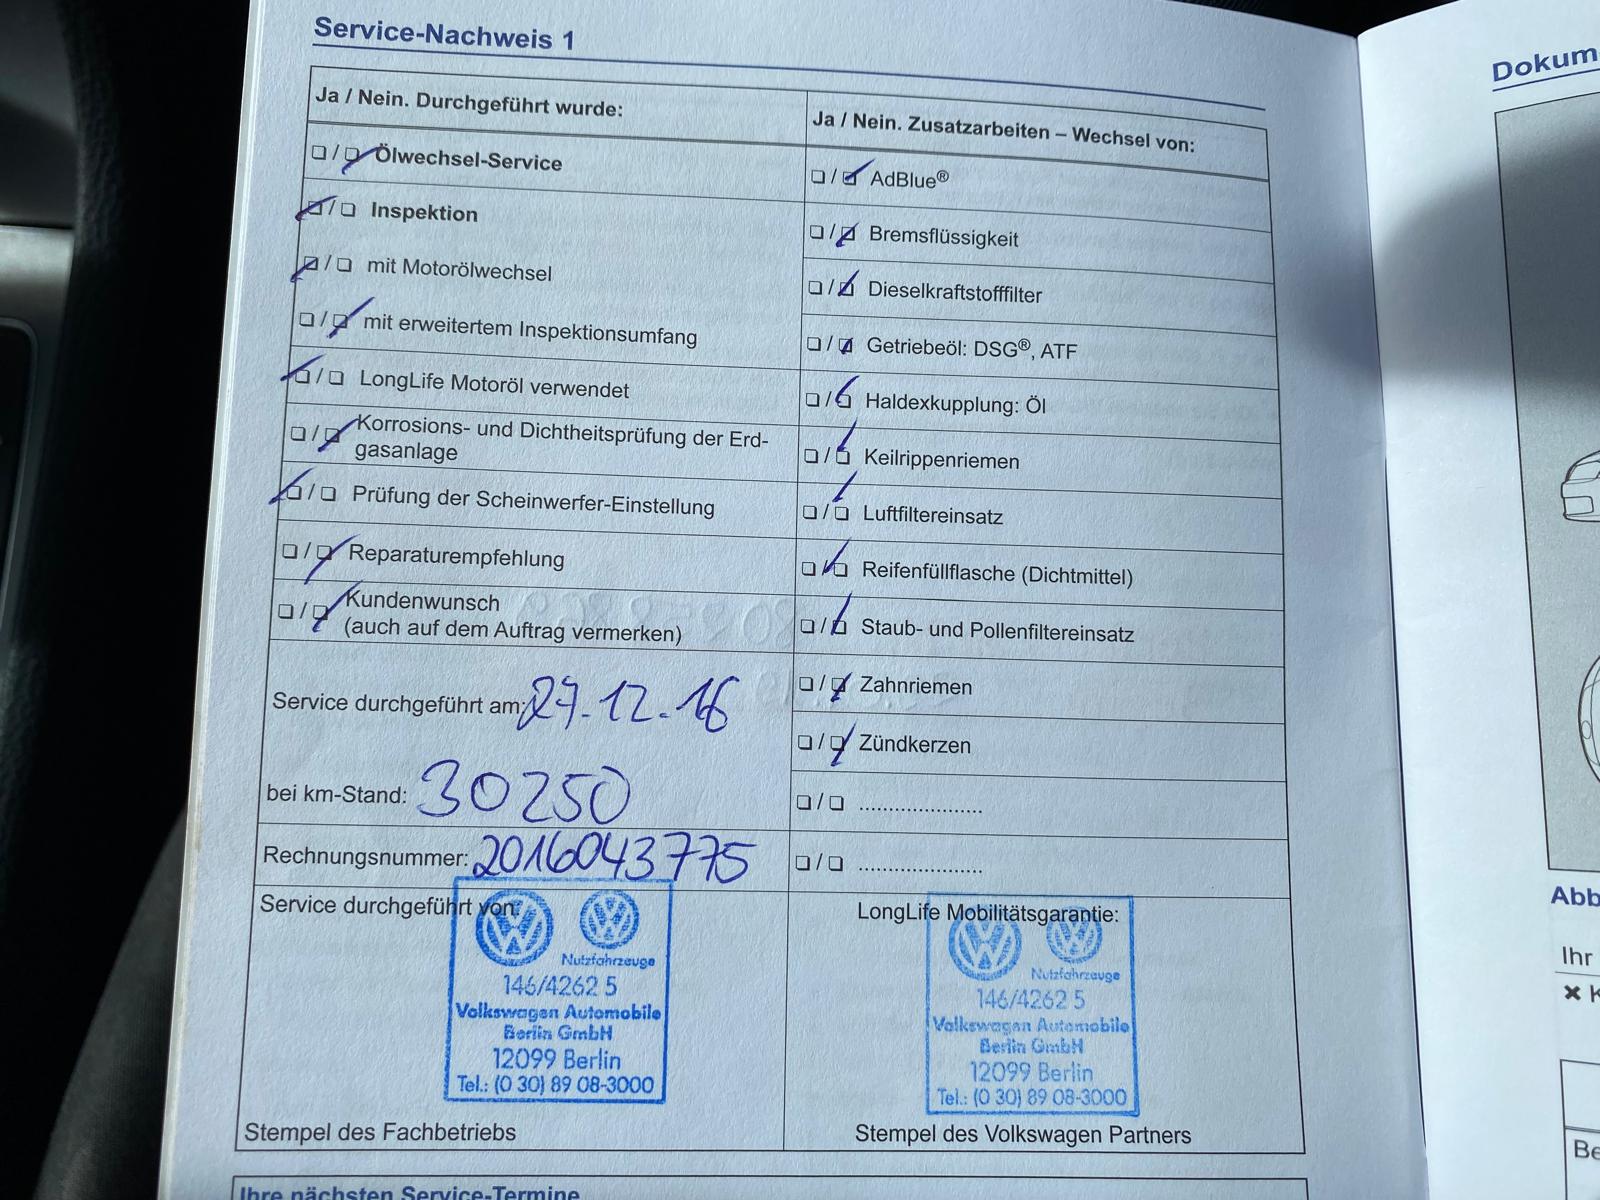 Service-Nachweis 1
Ja / Nein. Durchgeführt wurde:
❏ / ❏ Ölwechsel-Service
❏ / ❏ Inspektion
❏ / ❏ mit Motorölwechsel
❏ / ❏ mit erweitertem Inspektionsumfang
❏ / ❏ LongLife Motoröl verwendet
❏ / ❏ Korrosions- und Dichtheitsprüfung der Erd-
gasanlage
❏ / ❏ Prüfung der Scheinwerfer-Einstellung
❏ / ❏ Reparaturempfehlung
❏ / ❏ Kundenwunsch
(auch auf dem Auftrag vermerken)
Service durchgeführt am: 27.12.16
bei km-Stand: 30250
Rechnungsnummer: 2016043775
Service durchgeführt von:
Nutzfahrzeuge
146/4262 5
Volkswagen Automobile
Berlin GmbH
12099 Berlin
Tel.: (0 30) 89 08-3000
Stempel des Fachbetriebs
Ja / Nein. Zusatzarbeiten – Wechsel von:
❏ / ❏ AdBlue®
❏ / ❏ Bremsflüssigkeit
❏ / ❏ Dieselkraftstofffilter
❏ / ❏ Getriebeöl: DSG®, ATF
❏ / ❏ Haldexkupplung: Öl
❏ / ❏ Keilrippenriemen
❏ / ❏ Luftfiltereinsatz
❏ / ❏ Reifenfüllflasche (Dichtmittel)
❏ / ❏ Staub- und Pollenfiltereinsatz
❏ / ❏ Zahnriemen
❏ / ❏ Zündkerzen
❏ / ❏ .....................
❏ / ❏ .....................
LongLife Mobilitätsgarantie:
Nutzfahrzeuge
146/4262 5
Volkswagen Automobile
Berlin GmbH
12099 Berlin
Tel.: (0 30) 89 08-3000
Stempel des Volkswagen Partners
Ihre nächsten Service-Termine
Dokum
Abb
Ihr
✖ K
Be